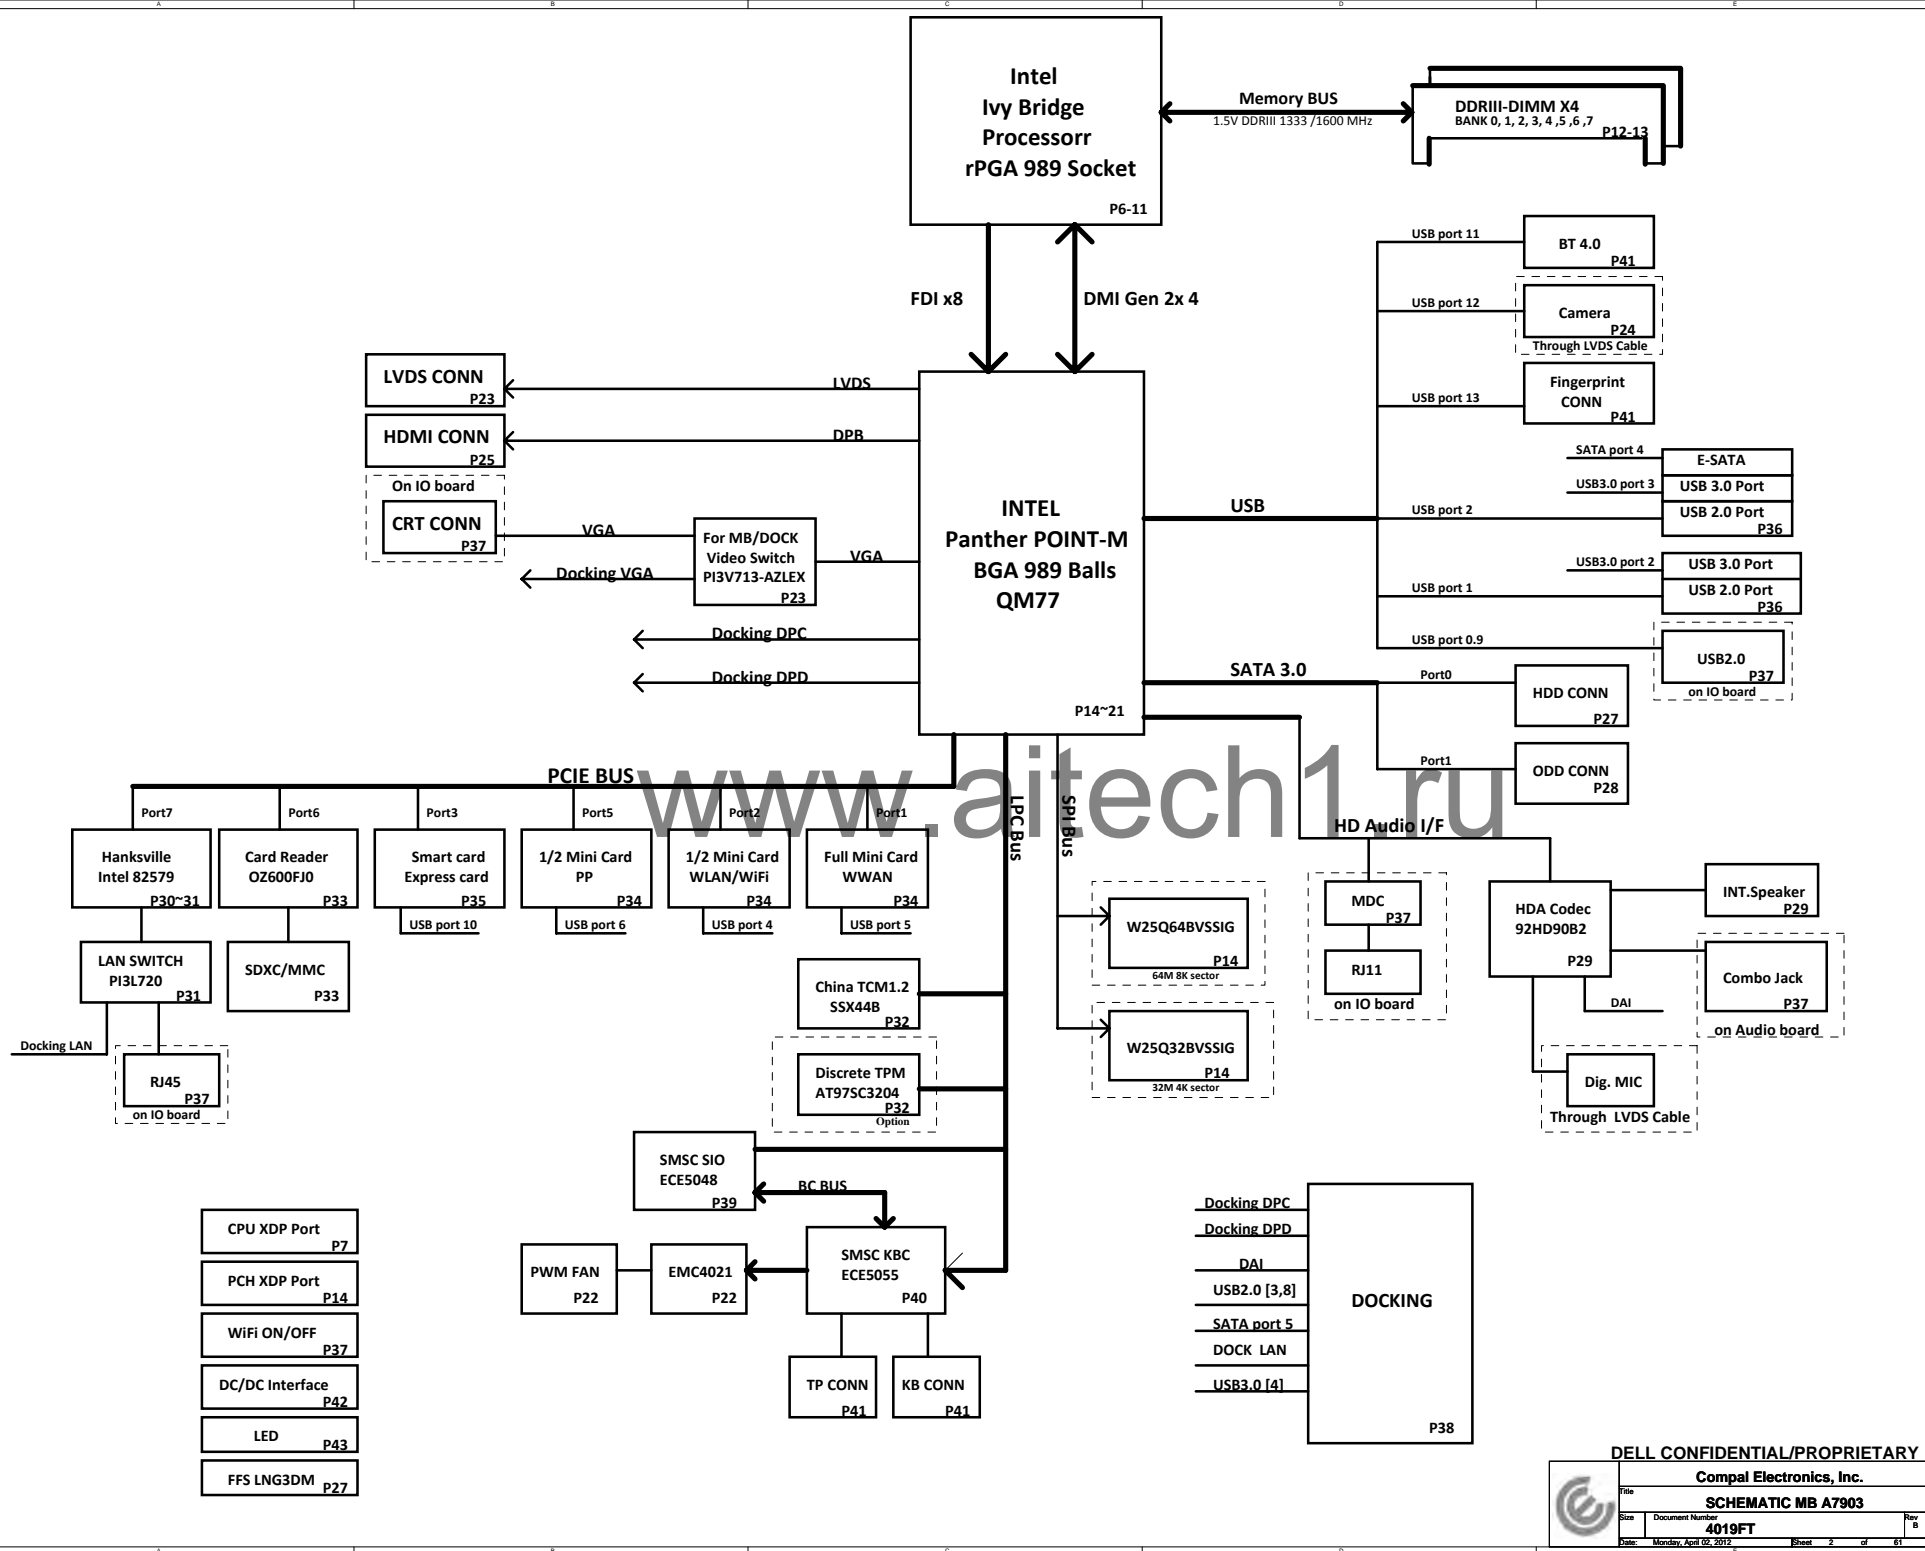 A
B
C
D
E
Intel
Ivy Bridge
Processorr
rPGA 989 Socket
P6-11
Memory BUS
1.5V DDRIII 1333 /1600 MHz
DDRIII-DIMM X4
BANK 0, 1, 2, 3, 4 ,5 ,6 ,7
P12-13
FDI x8
DMI Gen 2x 4
USB port 11
BT 4.0
P41
USB port 12
Camera
P24
Through LVDS Cable
USB port 13
Fingerprint
CONN
P41
SATA port 4
E-SATA
USB3.0 port 3
USB 3.0 Port
USB port 2
USB 2.0 Port
P36
USB3.0 port 2
USB 3.0 Port
USB port 1
USB 2.0 Port
P36
USB port 0.9
USB2.0
P37
on IO board
LVDS CONN
P23
LVDS
HDMI CONN
P25
DPB
On IO board
CRT CONN
P37
VGA
For MB/DOCK
Video Switch
PI3V713-AZLEX
P23
VGA
Docking VGA
Docking DPC
Docking DPD
INTEL
Panther POINT-M
BGA 989 Balls
QM77
P14~21
USB
SATA 3.0
Port0
HDD CONN
P27
Port1
ODD CONN
P28
www.aitech1.ru
PCIE BUS
LPC Bus
SPI Bus
HD Audio I/F
Port7
Port6
Port3
Port5
Port2
Port1
Hanksville
Intel 82579
P30~31
Card Reader
OZ600FJ0
P33
Smart card
Express card
P35
1/2 Mini Card
PP
P34
1/2 Mini Card
WLAN/WiFi
P34
Full Mini Card
WWAN
P34
USB port 10
USB port 6
USB port 4
USB port 5
LAN SWITCH
PI3L720
P31
SDXC/MMC
P33
Docking LAN
RJ45
P37
on IO board
China TCM1.2
SSX44B
P32
Discrete TPM
AT97SC3204
P32
Option
W25Q64BVSSIG
P14
64M 8K sector
W25Q32BVSSIG
P14
32M 4K sector
MDC
P37
RJ11
on IO board
HDA Codec
92HD90B2
P29
INT.Speaker
P29
Combo Jack
P37
on Audio board
DAI
Dig. MIC
Through LVDS Cable
SMSC SIO
ECE5048
P39
BC BUS
SMSC KBC
ECE5055
P40
PWM FAN
P22
EMC4021
P22
TP CONN
P41
KB CONN
P41
CPU XDP Port
P7
PCH XDP Port
P14
WiFi ON/OFF
P37
DC/DC Interface
P42
LED
P43
FFS LNG3DM
P27
Docking DPC
Docking DPD
DAI
USB2.0 [3,8]
SATA port 5
DOCK LAN
USB3.0 [4]
DOCKING
P38
DELL CONFIDENTIAL/PROPRIETARY
Compal Electronics, Inc.
Title
SCHEMATIC MB A7903
Size
Document Number
Rev
4019FT
B
Date: Monday, April 02, 2012 Sheet 2 of 61
A
B
C
D
E